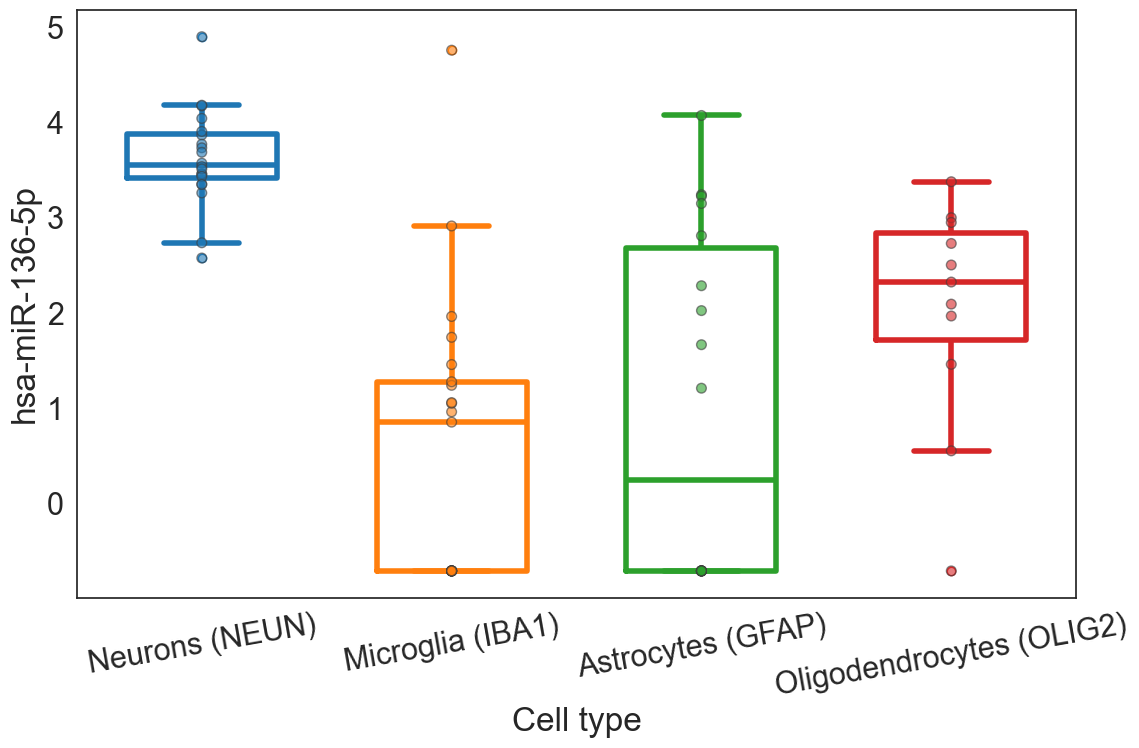 5
4
3
2
1
0
hsa-miR-136-5p
Neurons (NEUN)
Microglia (IBA1)
Astrocytes (GFAP)
Oligodendrocytes (OLIG2)
Cell type